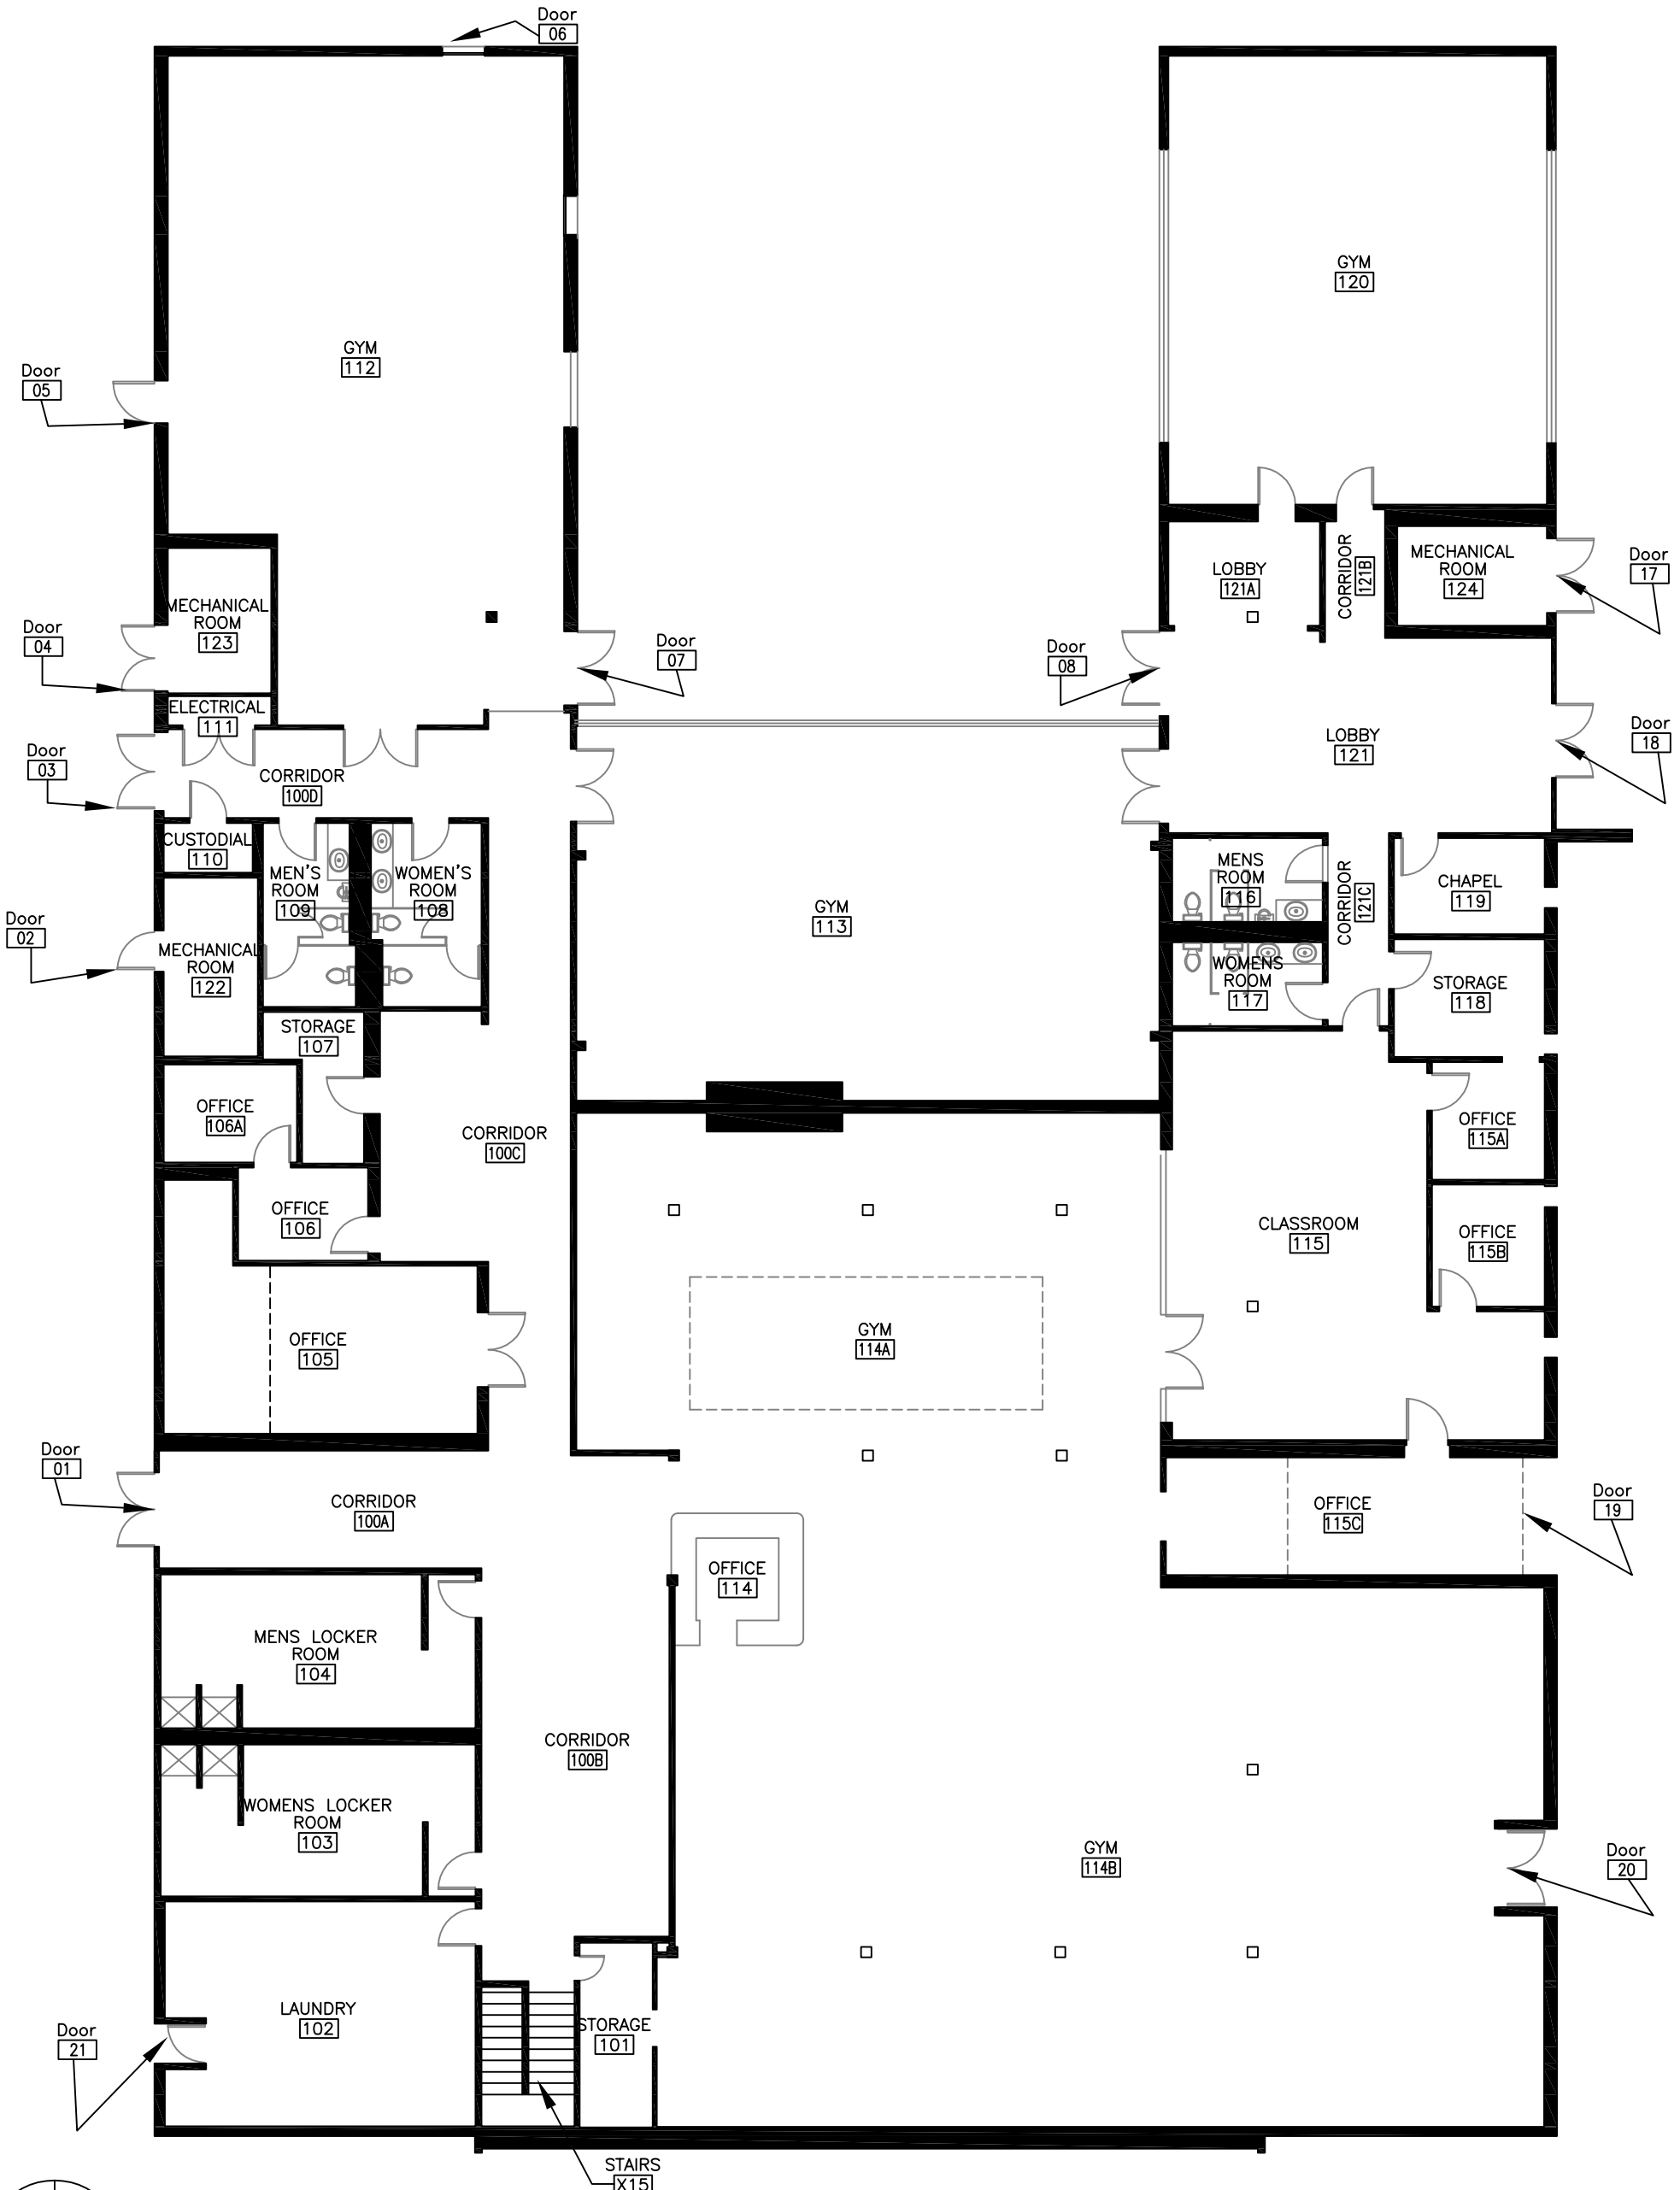 Door
06
GYM
120
GYM
112
Door
05
MECHANICAL
ROOM
124
Door
17
CORRIDOR
121B
LOBBY
121A
MECHANICAL
ROOM
123
Door
04
Door
07
Door
08
ELECTRICAL
111
LOBBY
121
Door
18
Door
03
CORRIDOR
100D
CUSTODIAL
110
MEN'S
ROOM
109
WOMEN'S
ROOM
108
MENS
ROOM
116
CHAPEL
119
CORRIDOR
121C
GYM
113
Door
02
MECHANICAL
ROOM
122
WOMENS
ROOM
117
STORAGE
118
STORAGE
107
OFFICE
106A
CORRIDOR
100C
OFFICE
115A
OFFICE
106
CLASSROOM
115
OFFICE
115B
OFFICE
105
GYM
114A
Door
01
CORRIDOR
100A
OFFICE
115C
Door
19
OFFICE
114
MENS LOCKER
ROOM
104
CORRIDOR
100B
WOMENS LOCKER
ROOM
103
GYM
114B
Door
20
LAUNDRY
102
STORAGE
101
Door
21
STAIRS
X15